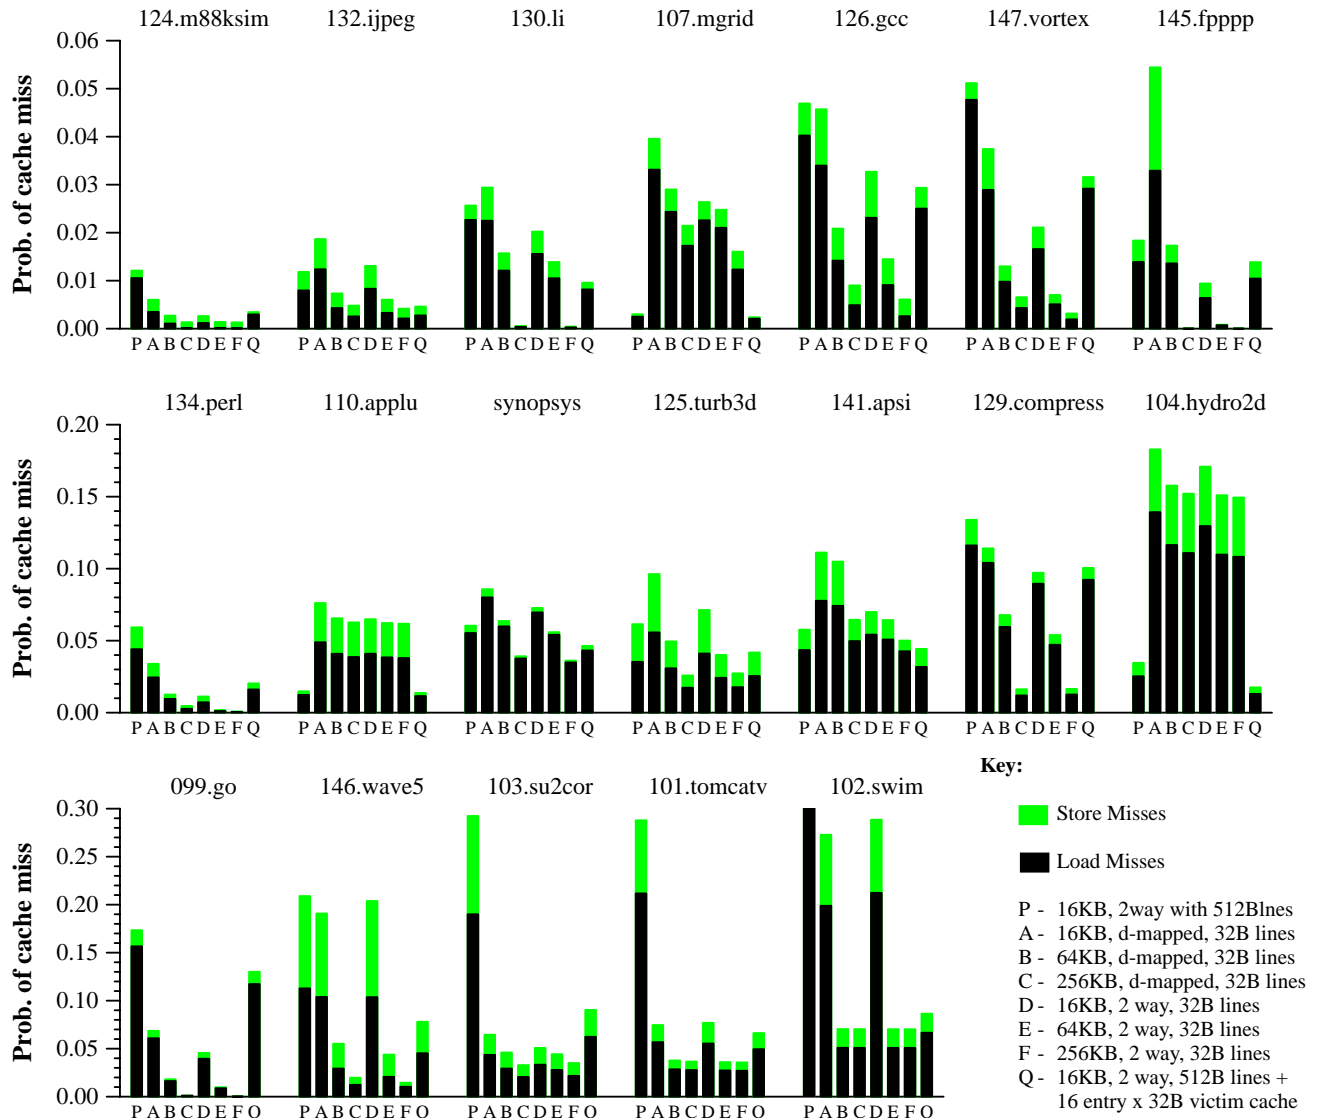 124.m88ksim 132.ijpeg 130.li 107.mgrid 126.gcc 147.vortex 145.fpppp
Prob. of cache miss
0.06
0.05
0.04
0.03
0.02
0.01
0.00
P A B C D E F Q P A B C D E F Q P A B C D E F Q P A B C D E F Q P A B C D E F Q P A B C D E F Q P A B C D E F Q
134.perl 110.applu synopsys 125.turb3d 141.apsi 129.compress 104.hydro2d
Prob. of cache miss
0.20
0.15
0.10
0.05
0.00
P A B C D E F Q P A B C D E F Q P A B C D E F Q P A B C D E F Q P A B C D E F Q P A B C D E F Q P A B C D E F Q
099.go 146.wave5 103.su2cor 101.tomcatv 102.swim
Prob. of cache miss
0.30
0.25
0.20
0.15
0.10
0.05
0.00
P A B C D E F Q P A B C D E F Q P A B C D E F Q P A B C D E F Q P A B C D E F Q
Key:
Store Misses
Load Misses
P - 16KB, 2way with 512Blnes
A - 16KB, d-mapped, 32B lines
B - 64KB, d-mapped, 32B lines
C - 256KB, d-mapped, 32B lines
D - 16KB, 2 way, 32B lines
E - 64KB, 2 way, 32B lines
F - 256KB, 2 way, 32B lines
Q - 16KB, 2 way, 512B lines +
16 entry x 32B victim cache